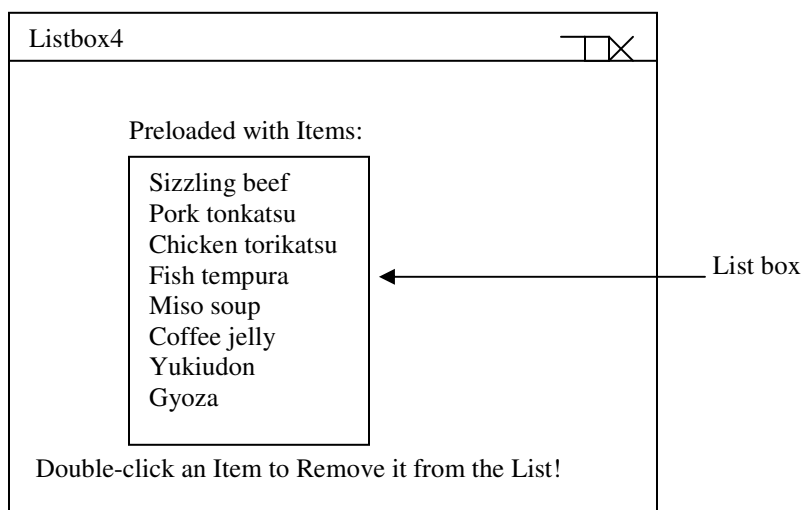 Listbox4
Preloaded with Items:
Sizzling beef
Pork tonkatsu
Chicken torikatsu
Fish tempura
Miso soup
Coffee jelly
Yukiudon
Gyoza
List box
Double-click an Item to Remove it from the List!